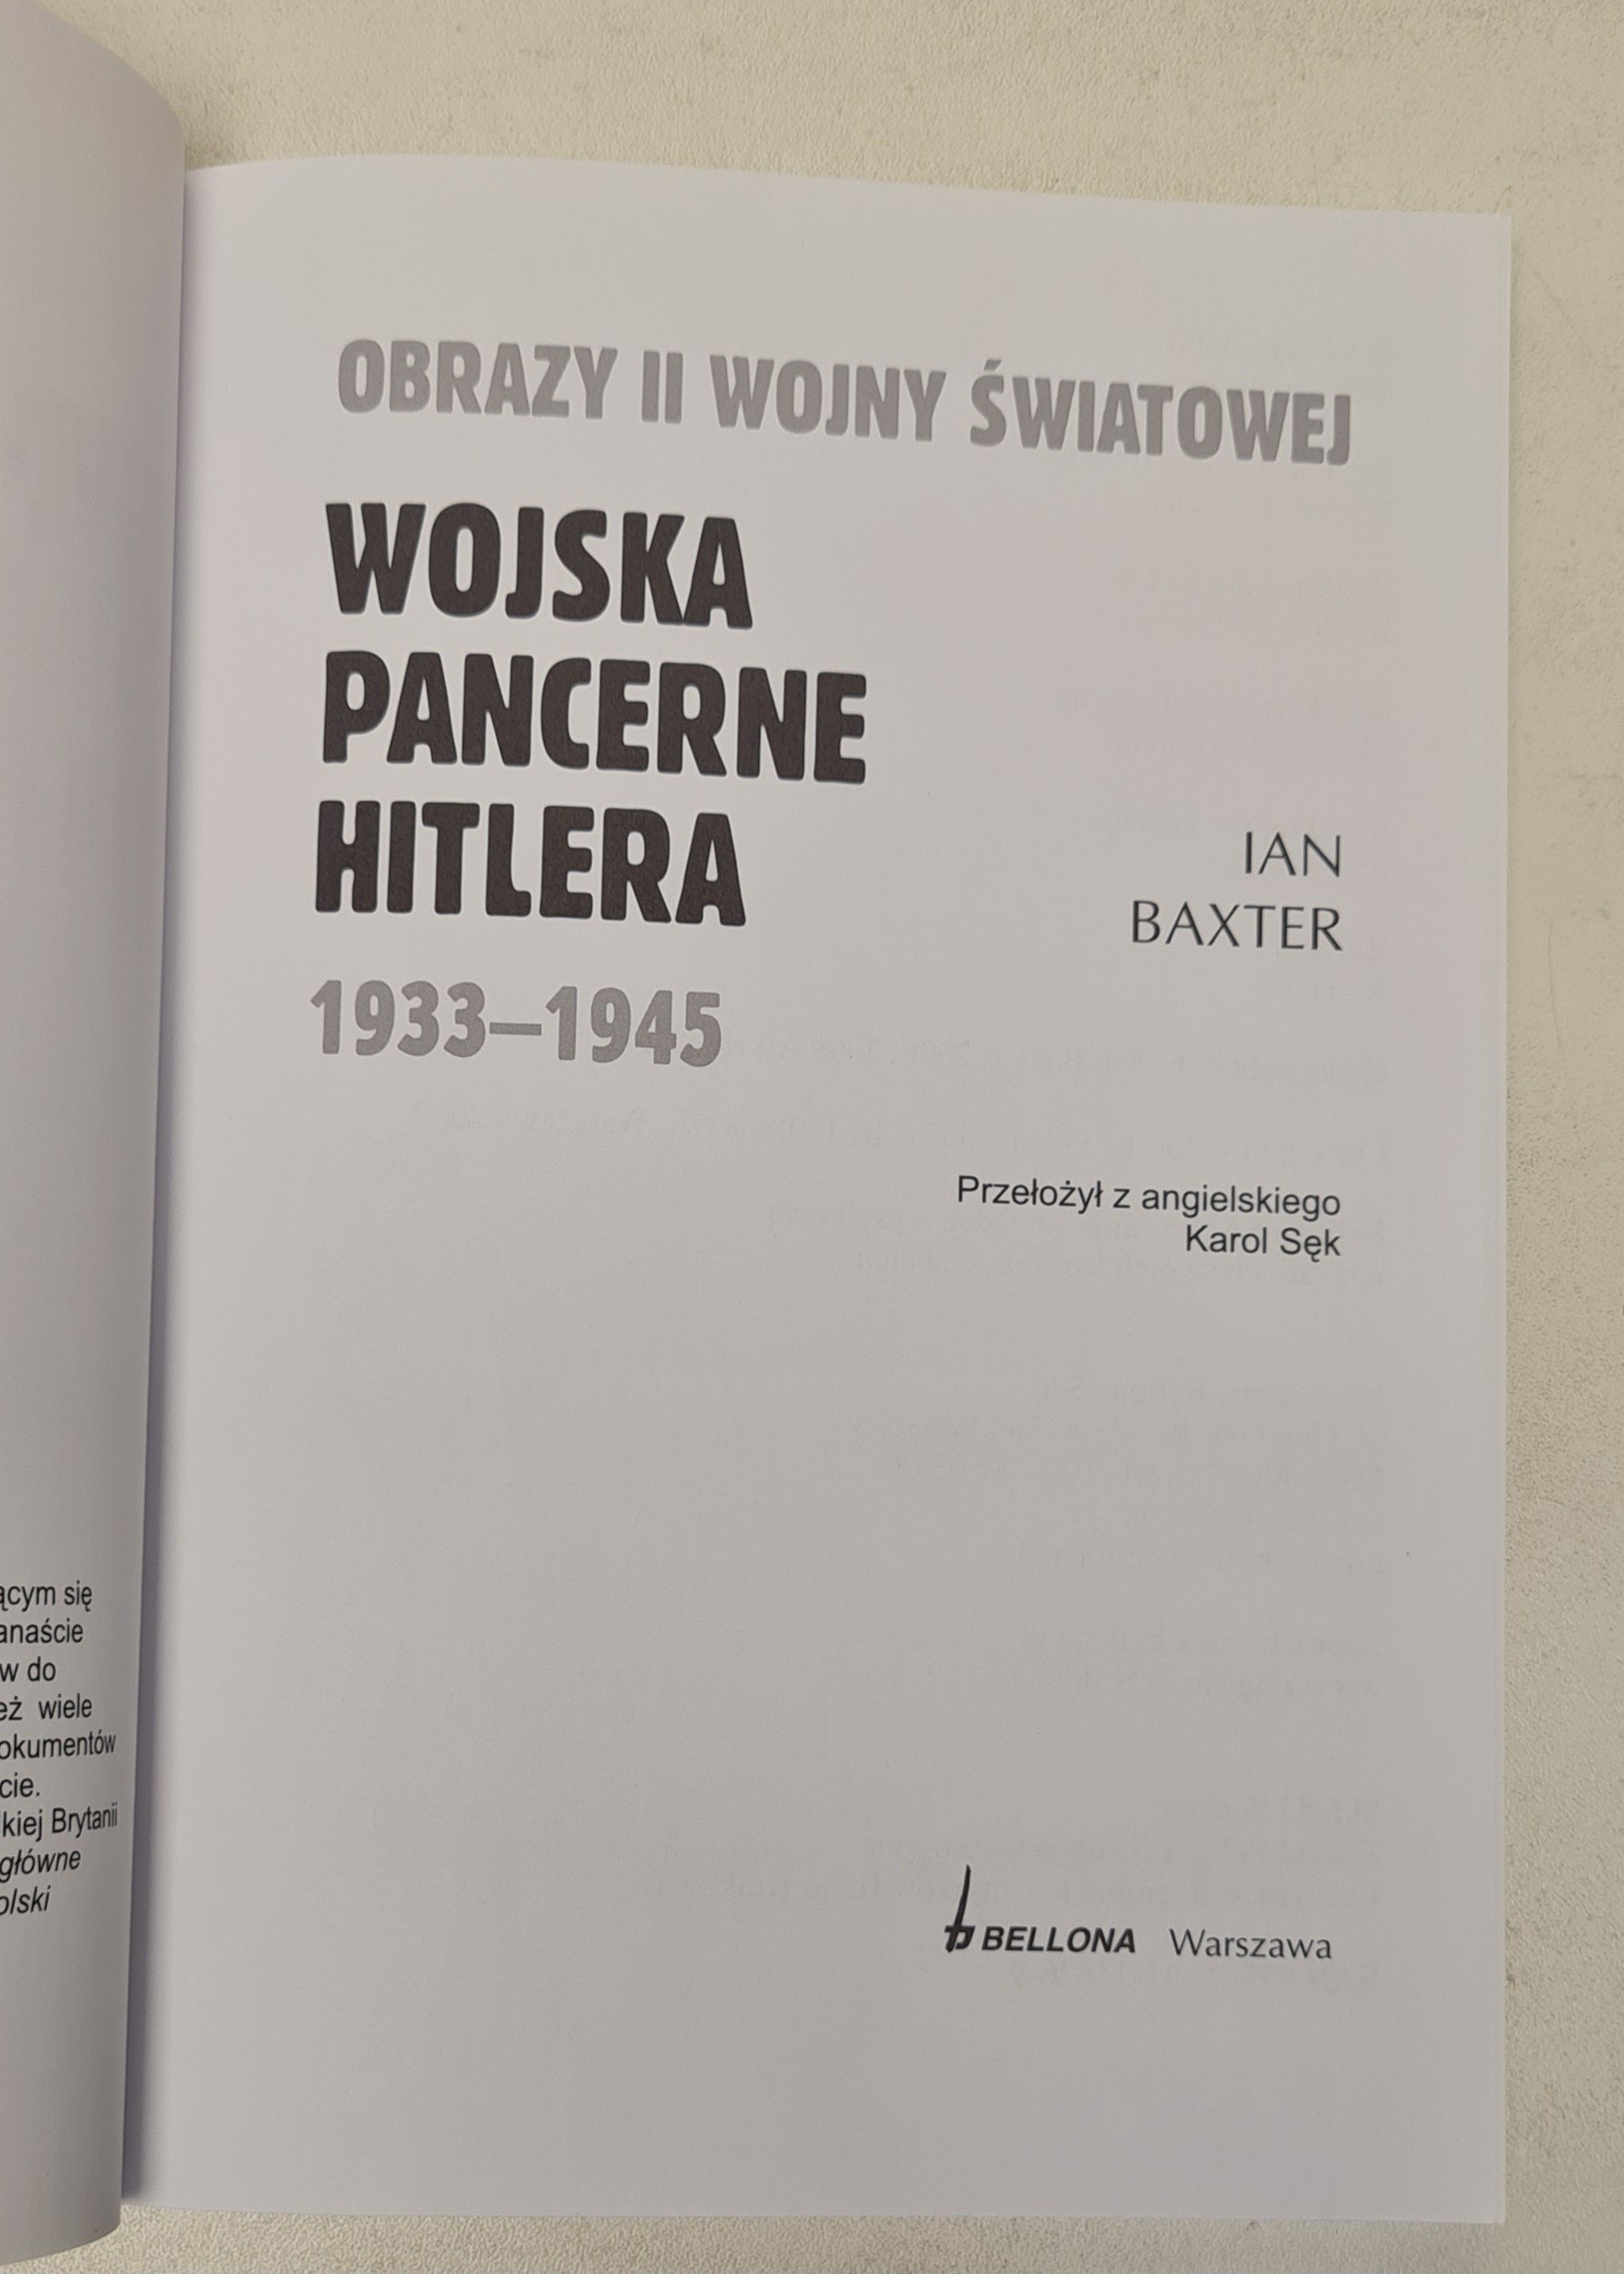 ącym się
anaście
w do
eż wiele
okumentów
cie.
lkiej Brytanii
główne
olski
OBRAZY II WOJNY ŚWIATOWEJ
WOJSKA
PANCERNE
HITLERA
1933–1945
IAN
BAXTER
Przełożył z angielskiego
Karol Sęk
BELLONA Warszawa